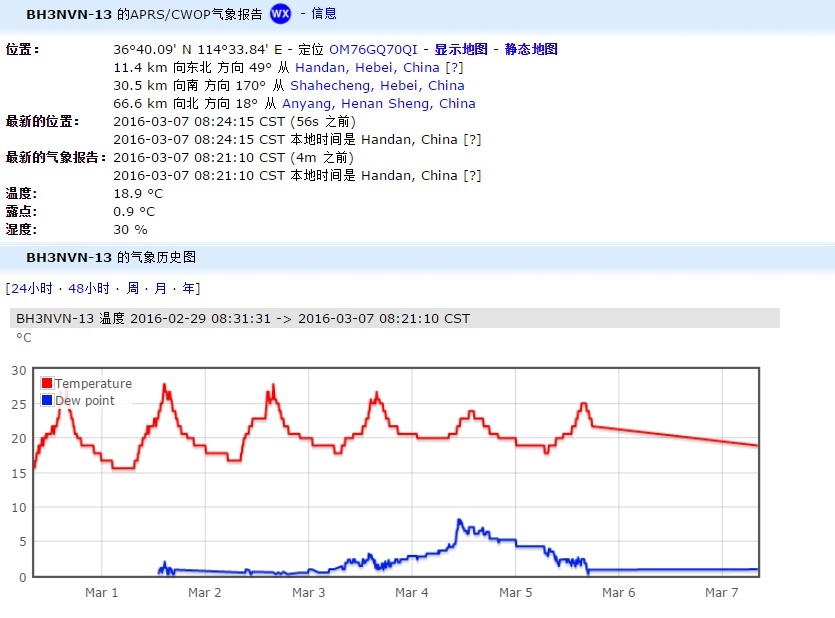 BH3NVN-13 的APRS/CWOP气象报告 WX - 信息
位置: 36°40.09' N 114°33.84' E - 定位 OM76GQ70QI - 显示地图 - 静态地图
11.4 km 向东北 方向 49° 从 Handan, Hebei, China [?]
30.5 km 向南 方向 170° 从 Shahecheng, Hebei, China
66.6 km 向北 方向 18° 从 Anyang, Henan Sheng, China
最新的位置: 2016-03-07 08:24:15 CST (56s 之前)
2016-03-07 08:24:15 CST 本地时间是 Handan, China [?]
最新的气象报告: 2016-03-07 08:21:10 CST (4m 之前)
2016-03-07 08:21:10 CST 本地时间是 Handan, China [?]
温度: 18.9 °C
露点: 0.9 °C
湿度: 30 %
BH3NVN-13 的气象历史图
[24小时 · 48小时 · 周 · 月 · 年]
BH3NVN-13 温度 2016-02-29 08:31:31 -> 2016-03-07 08:21:10 CST
°C
30
Temperature
Dew point
25
20
15
10
5
0
Mar 1 Mar 2 Mar 3 Mar 4 Mar 5 Mar 6 Mar 7